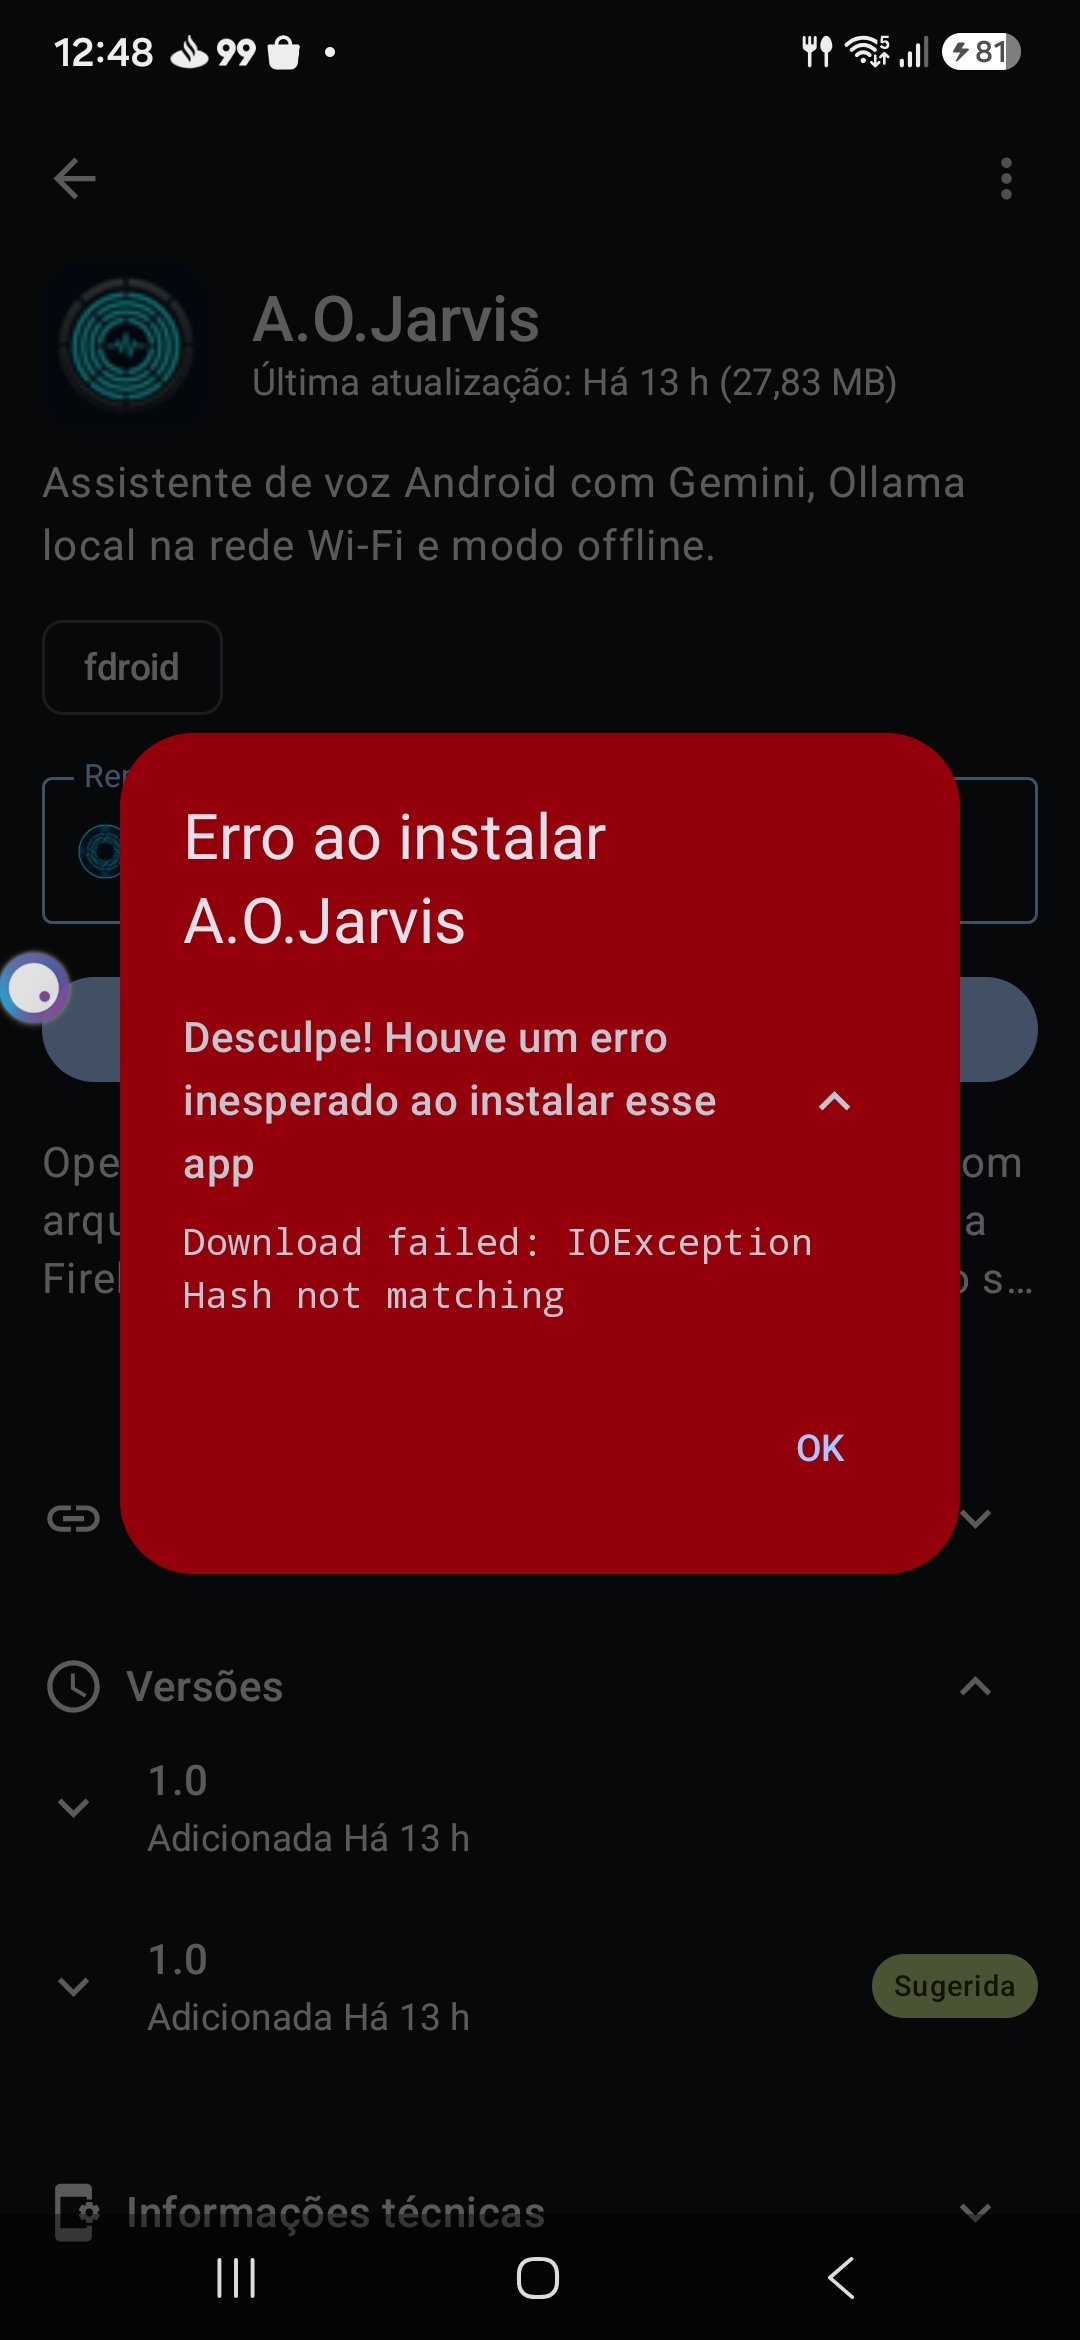 12:48 99 5 81
A.O.Jarvis
Última atualização: Há 13 h (27,83 MB)
Assistente de voz Android com Gemini, Ollama
local na rede Wi-Fi e modo offline.
fdroid
Erro ao instalar
A.O.Jarvis
Desculpe! Houve um erro
inesperado ao instalar esse
app
Download failed: IOException
Hash not matching
OK
Versões
1.0
Adicionada Há 13 h
1.0
Adicionada Há 13 h
Sugerida
Informações técnicas